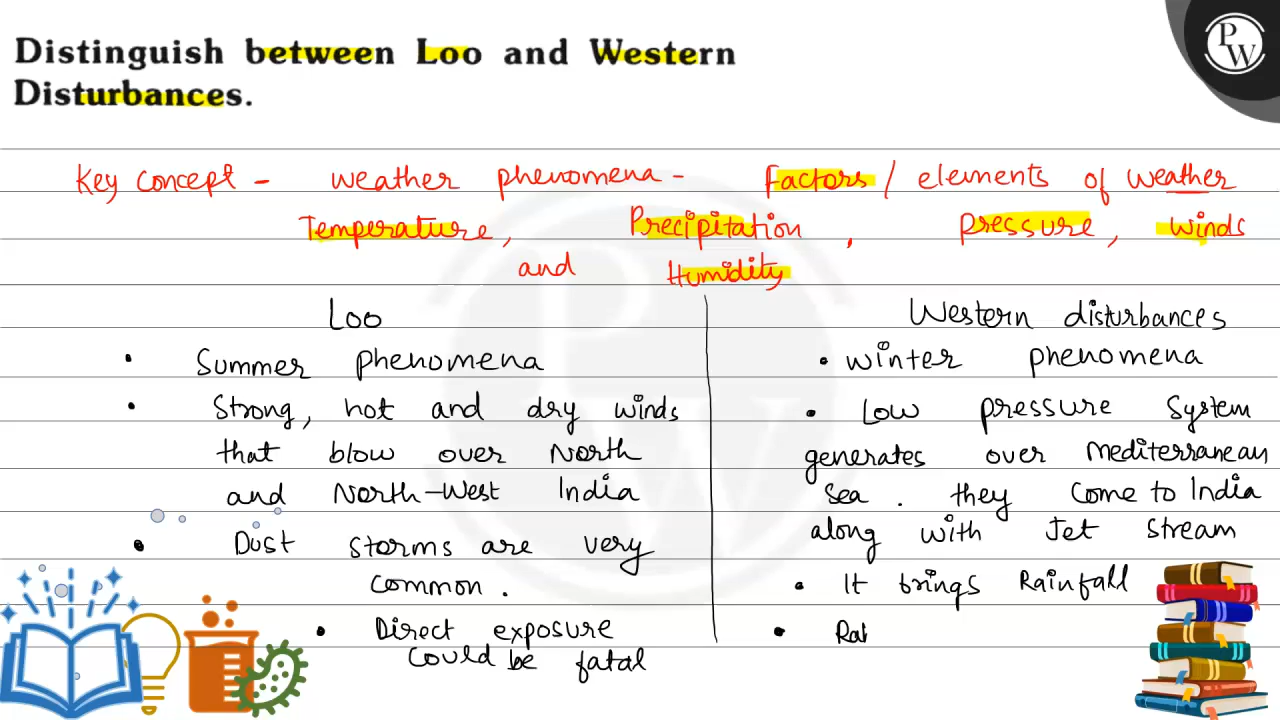 Distinguish between Loo and Western
Disturbances.
PW
Key concept - weather phenomena - Factors / elements of weather
Temperature, Precipitation, Pressure, winds
and Humidity
Loo
• Summer phenomena
• Strong, hot and dry winds
that blow over North
and North-West India
• Dust storms are very
common.
• Direct exposure
could be fatal
Western disturbances
• winter phenomena
• Low pressure System
generates over Mediterranean
Sea. they come to India
along with Jet stream
• It brings Rainfall
•